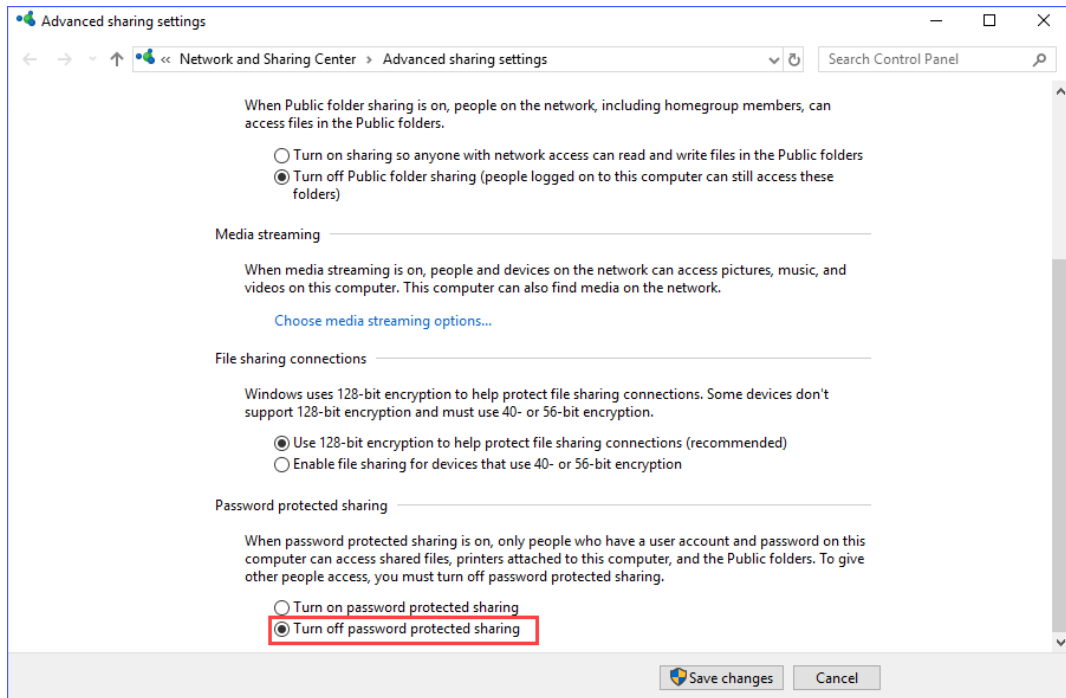 Advanced sharing settings
« Network and Sharing Center › Advanced sharing settings
Search Control Panel
When Public folder sharing is on, people on the network, including homegroup members, can
access files in the Public folders.
Turn on sharing so anyone with network access can read and write files in the Public folders
Turn off Public folder sharing (people logged on to this computer can still access these
folders)
Media streaming
When media streaming is on, people and devices on the network can access pictures, music, and
videos on this computer. This computer can also find media on the network.
Choose media streaming options...
File sharing connections
Windows uses 128-bit encryption to help protect file sharing connections. Some devices don't
support 128-bit encryption and must use 40- or 56-bit encryption.
Use 128-bit encryption to help protect file sharing connections (recommended)
Enable file sharing for devices that use 40- or 56-bit encryption
Password protected sharing
When password protected sharing is on, only people who have a user account and password on this
computer can access shared files, printers attached to this computer, and the Public folders. To give
other people access, you must turn off password protected sharing.
Turn on password protected sharing
Turn off password protected sharing
Save changes
Cancel